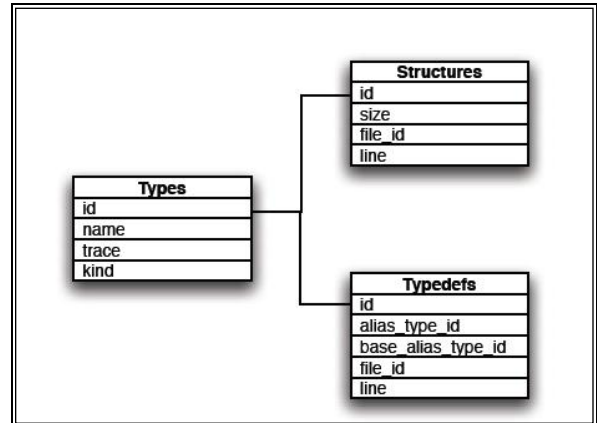 Structures
id
size
file_id
line
Types
id
name
trace
kind
Typedefs
id
alias_type_id
base_alias_type_id
file_id
line